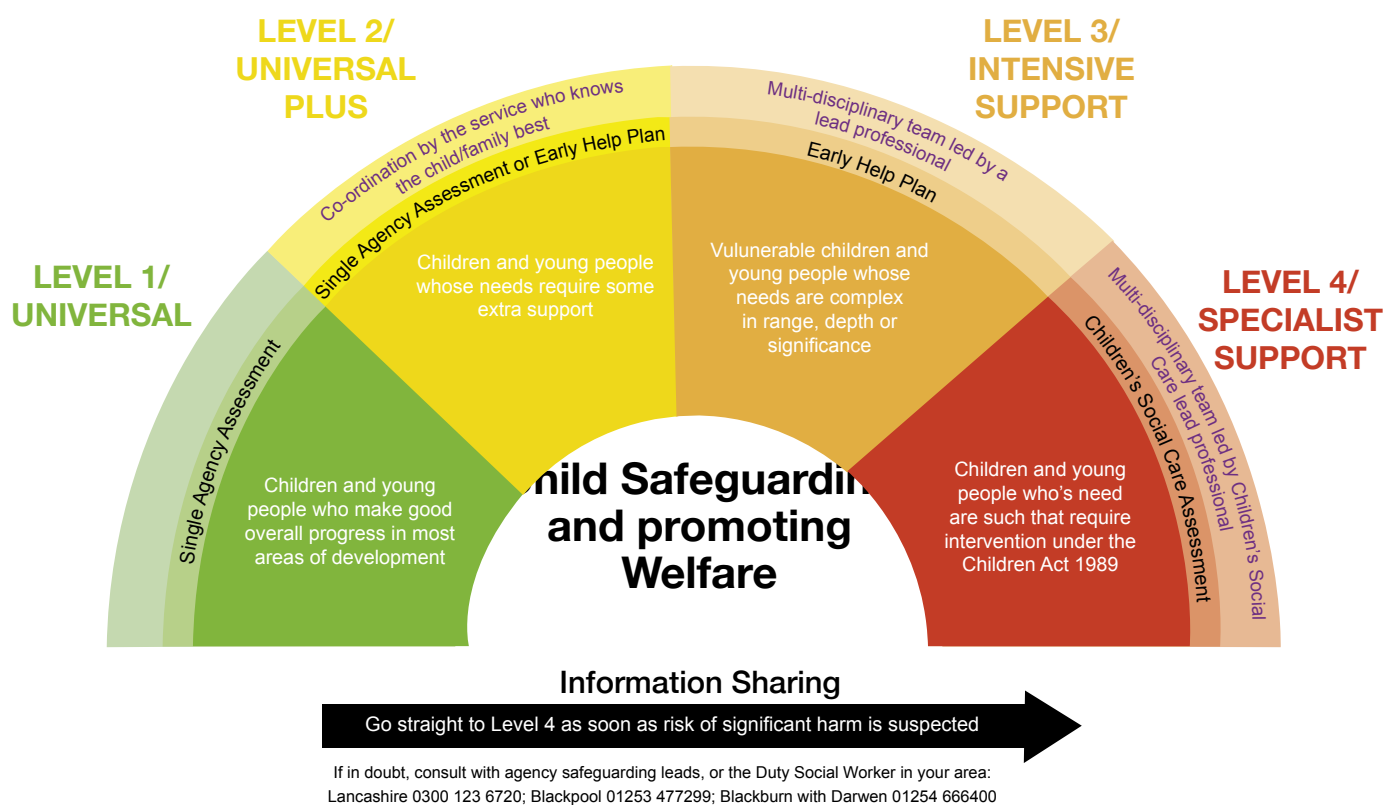 LEVEL 1/
UNIVERSAL
Single Agency Assessment
Children and young
people who make good
overall progress in most
areas of development
LEVEL 2/
UNIVERSAL
PLUS
Co-ordination by the service who knows
the child/family best
Single Agency Assessment or Early Help Plan
Children and young people
whose needs require some
extra support
LEVEL 3/
INTENSIVE
SUPPORT
Multi-disciplinary team led by a
lead professional
Early Help Plan
Vulunerable children and
young people whose
needs are complex
in range, depth or
significance
LEVEL 4/
SPECIALIST
SUPPORT
Multi-disciplinary team led by Children's Social
Care lead professional
Children's Social Care Assessment
Children and young
people who's need
are such that require
intervention under the
Children Act 1989
hild Safeguardin
and promoting
Welfare
Information Sharing
Go straight to Level 4 as soon as risk of significant harm is suspected
If in doubt, consult with agency safeguarding leads, or the Duty Social Worker in your area:
Lancashire 0300 123 6720; Blackpool 01253 477299; Blackburn with Darwen 01254 666400